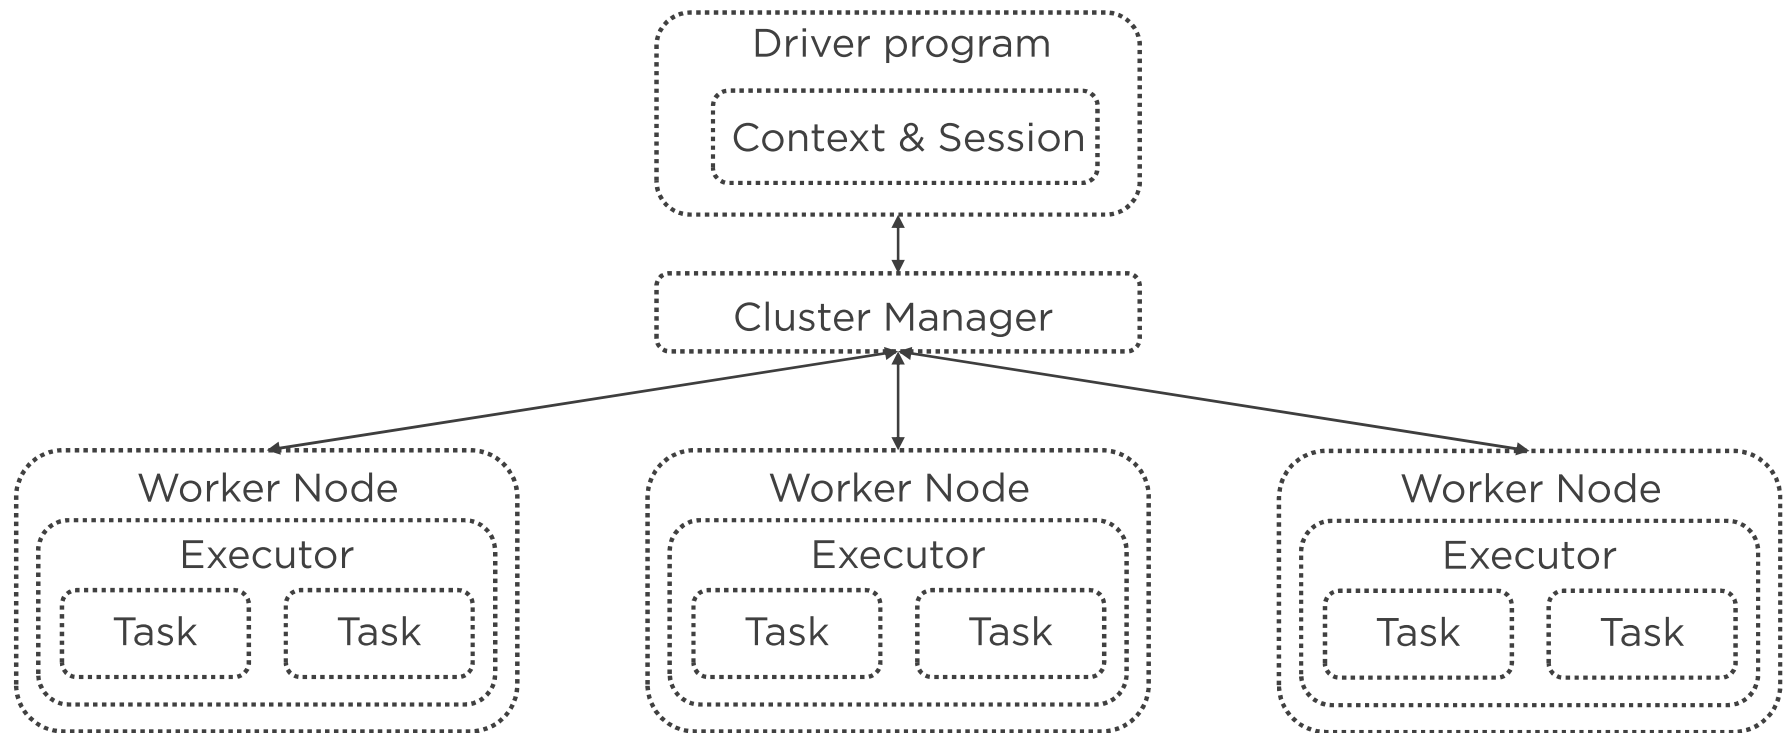 Driver program
Context & Session
Cluster Manager
Worker Node
Executor
Task
Task
Worker Node
Executor
Task
Task
Worker Node
Executor
Task
Task